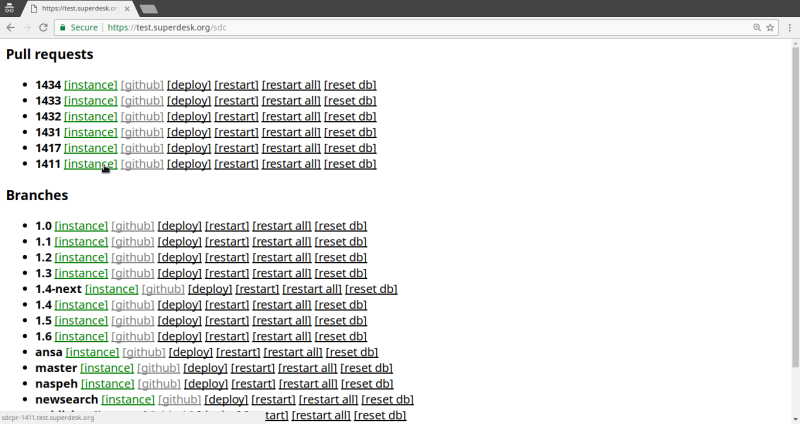 https://test.superdesk.or
Secure https://test.superdesk.org/sdc
Pull requests
1434 [instance] [github] [deploy] [restart] [restart all] [reset db]
1433 [instance] [github] [deploy] [restart] [restart all] [reset db]
1432 [instance] [github] [deploy] [restart] [restart all] [reset db]
1431 [instance] [github] [deploy] [restart] [restart all] [reset db]
1417 [instance] [github] [deploy] [restart] [restart all] [reset db]
1411 [instance] [github] [deploy] [restart] [restart all] [reset db]
Branches
1.0 [instance] [github] [deploy] [restart] [restart all] [reset db]
1.1 [instance] [github] [deploy] [restart] [restart all] [reset db]
1.2 [instance] [github] [deploy] [restart] [restart all] [reset db]
1.3 [instance] [github] [deploy] [restart] [restart all] [reset db]
1.4-next [instance] [github] [deploy] [restart] [restart all] [reset db]
1.4 [instance] [github] [deploy] [restart] [restart all] [reset db]
1.5 [instance] [github] [deploy] [restart] [restart all] [reset db]
1.6 [instance] [github] [deploy] [restart] [restart all] [reset db]
ansa [instance] [github] [deploy] [restart] [restart all] [reset db]
master [instance] [github] [deploy] [restart] [restart all] [reset db]
naspeh [instance] [github] [deploy] [restart] [restart all] [reset db]
newsearch [instance] [github] [deploy] [restart] [restart all] [reset db]
tart] [restart all] [reset db]
sdcpr-1411.test.superdesk.org